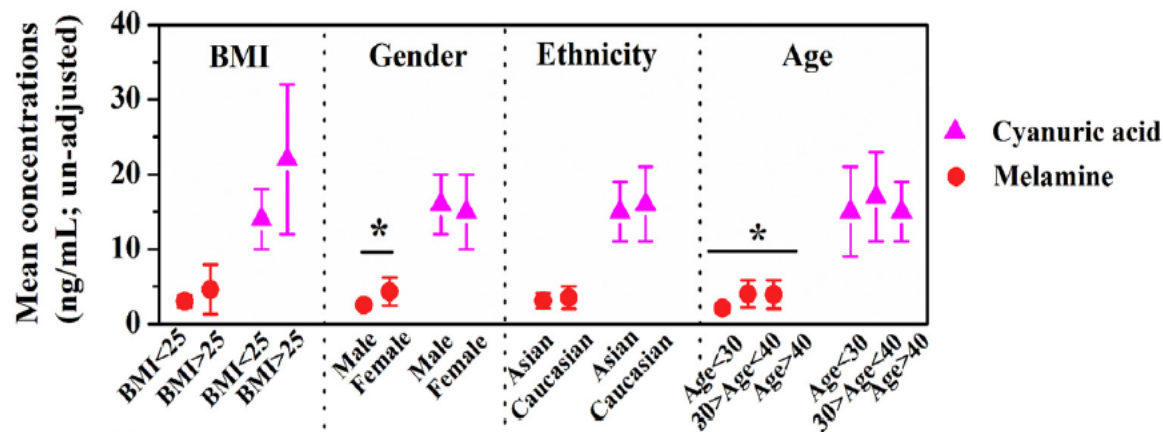 Mean concentrations
(ng/mL; un-adjusted)
40
30
20
10
0
BMI
Gender
Ethnicity
Age
*
*
Cyanuric acid
Melamine
BMI<25
BMI>25
BMI<25
BMI>25
Male
Female
Male
Female
Asian
Caucasian
Asian
Caucasian
Age<30
30>Age<40
Age>40
Age<30
30>Age<40
Age>40